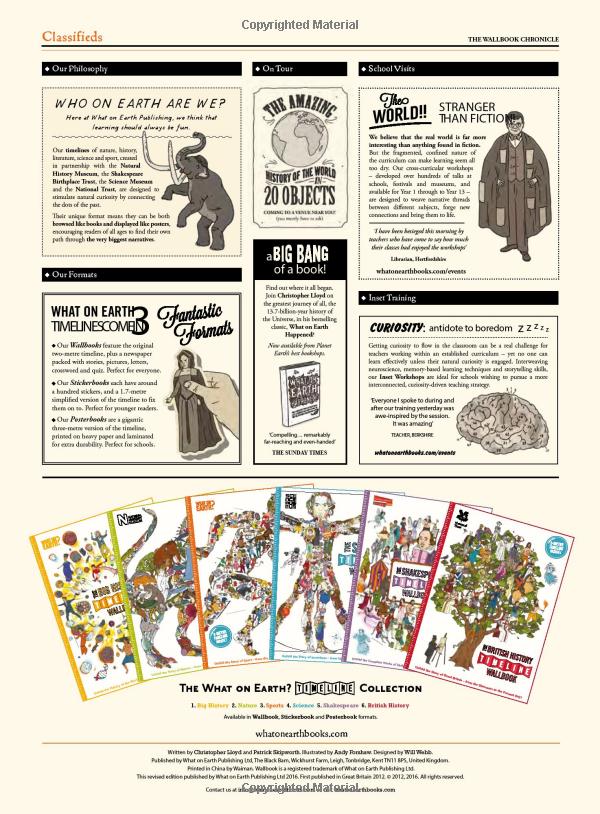 Copyrighted Material
Classifieds
THE WALLBOOK CHRONICLE
◆ Our Philosophy
WHO ON EARTH ARE WE?
Here at What on Earth Publishing, we think that
learning should always be fun.
Our timelines of nature, history,
literature, science and sport, created
in partnership with the Natural
History Museum, the Shakespeare
Birthplace Trust, the Science Museum
and the National Trust, are designed to
stimulate natural curiosity by connecting
the dots of the past.
Their unique format means they can be both
browsed like books and displayed like posters,
encouraging readers of all ages to find their own
path through the very biggest narratives.
◆ Our Formats
WHAT ON EARTH
TIMELINES COME IN 3
Fantastic
Formats
◆ Our Wallbooks feature the original
two-metre timeline, plus a newspaper
packed with stories, pictures, letters,
crossword and quiz. Perfect for everyone.
◆ Our Stickerbooks each have around
a hundred stickers, and a 1.7-metre
simplified version of the timeline to fix
them on to. Perfect for younger readers.
◆ Our Posterbooks are a gigantic
three-metre version of the timeline,
printed on heavy paper and laminated
for extra durability. Perfect for schools.
◆ On Tour
THE AMAZING
HISTORY OF THE WORLD
IN
20 OBJECTS
COMING TO A VENUE NEAR YOU!
(you merely have to ask)
a BIG BANG
of a book!
Find out where it all began.
Join Christopher Lloyd on
the greatest journey of all, the
13.7-billion-year history of
the Universe, in his bestselling
classic, What on Earth
Happened?
Now available from Planet
Earth's best bookshops.
WHAT
ON
EARTH
'Compelling... remarkably
far-reaching and even-handed'
THE SUNDAY TIMES
◆ School Visits
The
WORLD!!
STRANGER
THAN FICTION!
We believe that the real world is far more
interesting than anything found in fiction.
But the fragmented, confined nature of
the curriculum can make learning seem all
too dry. Our cross-curricular workshops
– developed over hundreds of talks at
schools, festivals and museums, and
available for Year 1 through to Year 13 –
are designed to weave narrative threads
between different subjects, forge new
connections and bring them to life.
'I have been besieged this morning by
teachers who have come to say how much
their classes had enjoyed the workshops'
Librarian, Hertfordshire
whatonearthbooks.com/events
◆ Inset Training
CURIOSITY: antidote to boredom z z z z z
Getting curiosity to flow in the classroom can be a real challenge for
teachers working within an established curriculum – yet no one can
learn effectively unless their natural curiosity is engaged. Interweaving
neuroscience, memory-based learning techniques and storytelling skills,
our Inset Workshops are ideal for schools wishing to pursue a more
interconnected, curiosity-driven teaching strategy.
'Everyone I spoke to during and
after our training yesterday was
awe-inspired by the session.
It was amazing'
TEACHER, BERKSHIRE
whatonearthbooks.com/events
THE BRITISH HISTORY
TIMELINE
WALLBOOK
THE WHAT ON EARTH? TIMELINE COLLECTION
1. Big History 2. Nature 3. Sports 4. Science 5. Shakespeare 6. British History
Available in Wallbook, Stickerbook and Posterbook formats.
whatonearthbooks.com
Written by Christopher Lloyd and Patrick Skipworth. Illustrated by Andy Forshaw. Designed by Will Webb.
Published by What on Earth Publishing Ltd, The Black Barn, Wickhurst Farm, Leigh, Tonbridge, Kent TN11 8PS, United Kingdom.
Printed in China by Waiman. Wallbook is a registered trademark of What on Earth Publishing Ltd.
This revised edition published by What on Earth Publishing Ltd 2016. First published in Great Britain 2012. © 2012, 2016. All rights reserved.
Contact us at
Copyrighted Material